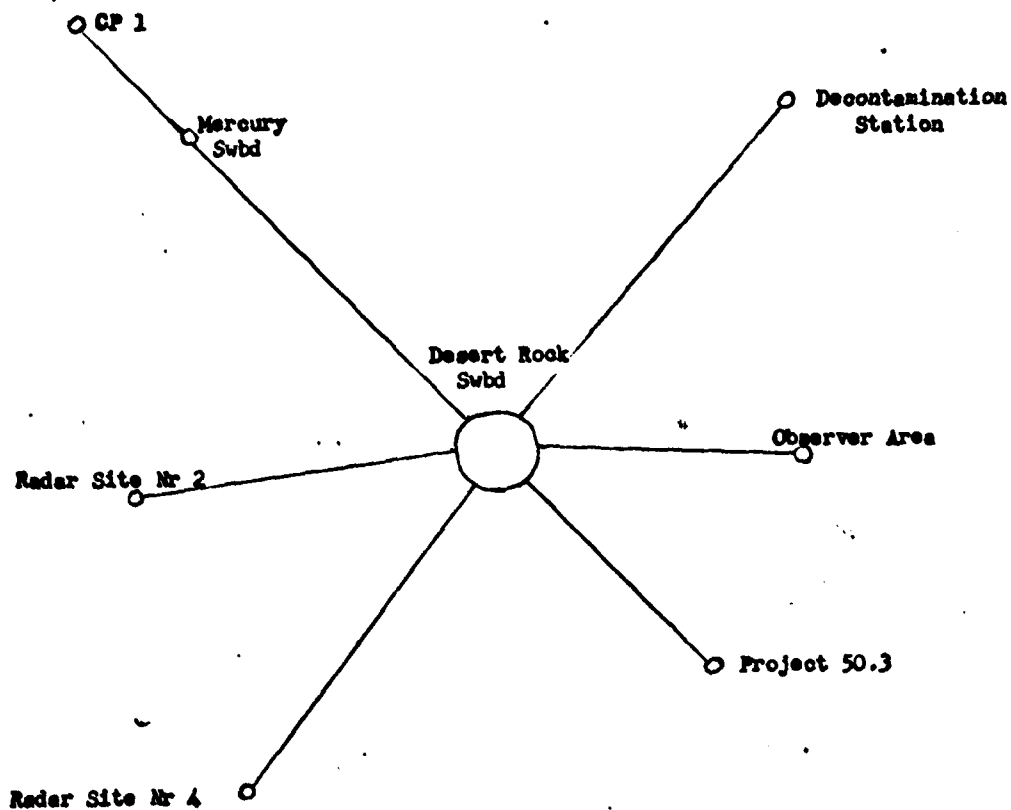 CP 1
Mercury
Swbd
Decontamination
Station
Desert Rock
Swbd
Observer Area
Radar Site Nr 2
Project 50.3
Radar Site Nr 4